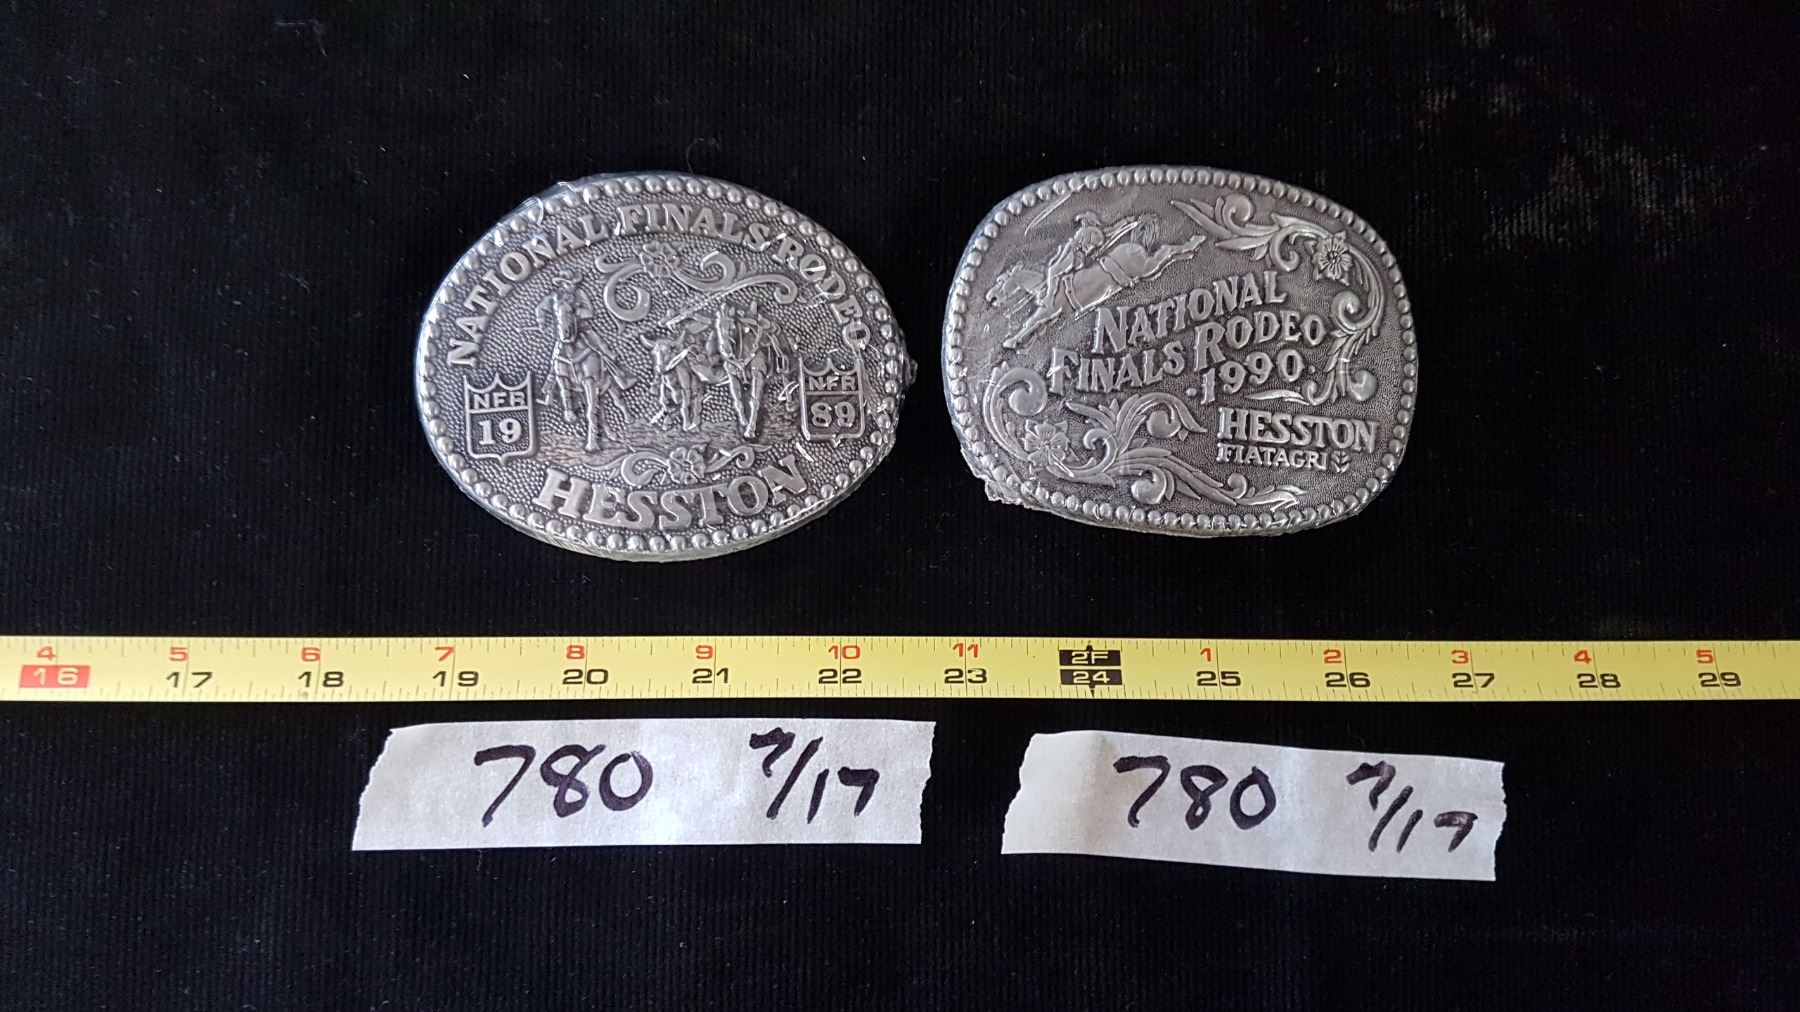 NATIONAL FINALS RODEO
NFR
19
NFR
89
HESSTON
NATIONAL
FINALS RODEO
·1990·
HESSTON
FIATAGRI
4 5 6 7 8 9 10 11 2F 1 2 3 4 5
16 17 18 19 20 21 22 23 24 25 26 27 28 29
780 7/17
780 7/17